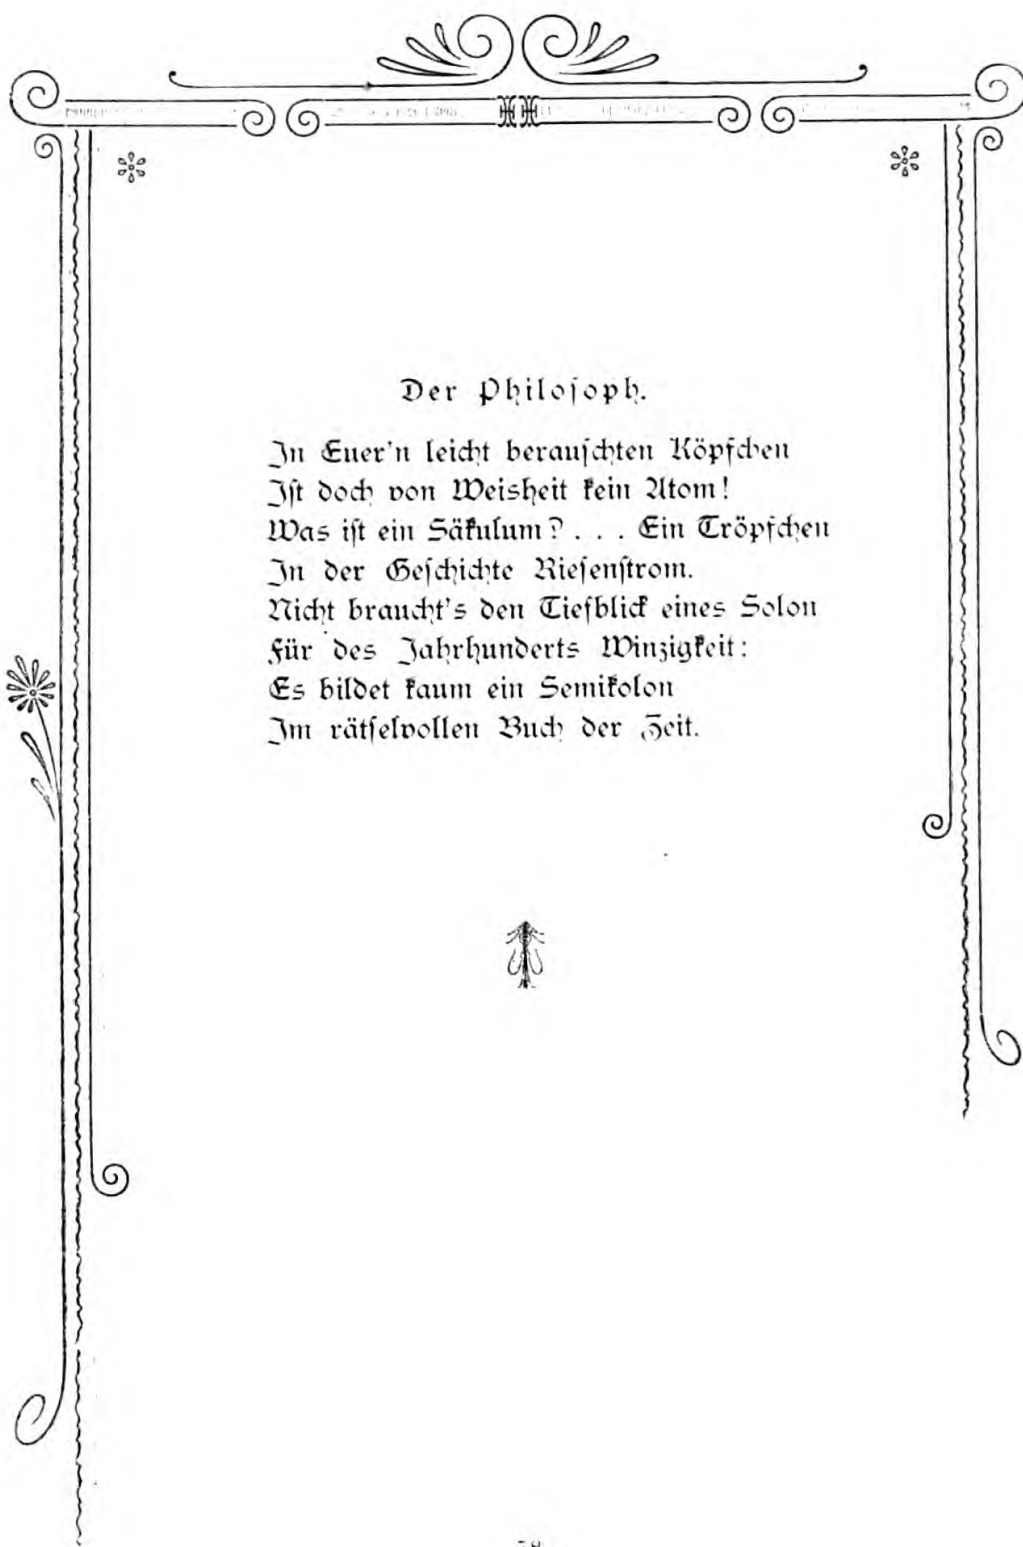 Der Philosoph.
In Euer'n leicht berauschten Köpfchen
Ist doch von Weisheit kein Atom!
Was ist ein Säkulum? . . . Ein Tröpfchen
In der Geschichte Riesenstrom.
Nicht braucht's den Tiefblick eines Solon
Für des Jahrhunderts Winzigkeit:
Es bildet kaum ein Semikolon
Im rätselvollen Buch der Zeit.